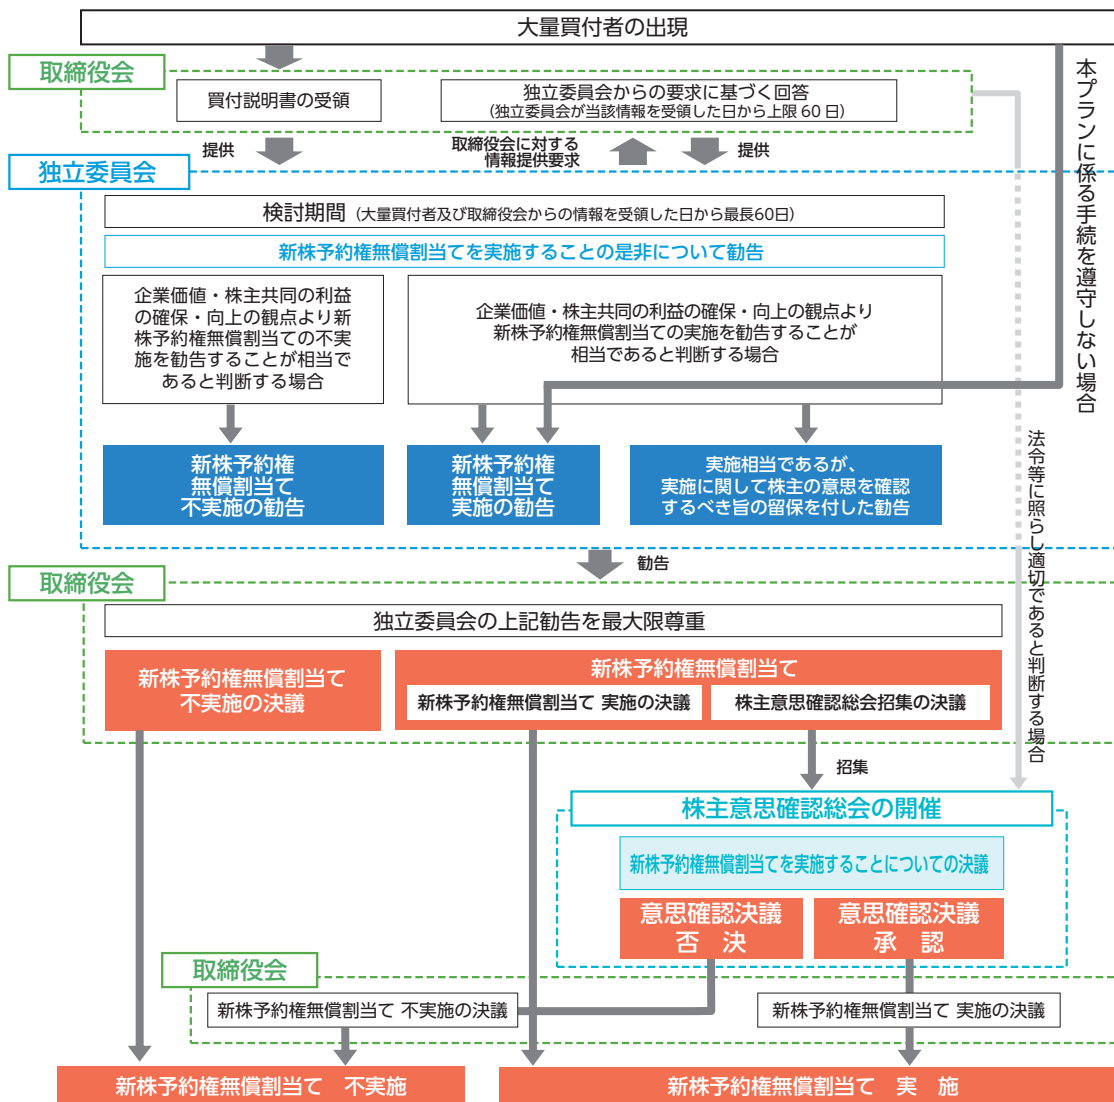 大量買付者の出現
取締役会
買付説明書の受領
独立委員会からの要求に基づく回答
(独立委員会が当該情報を受領した日から上限 60 日)
本プランに係る手続を遵守しない場合
提供
取締役会に対する
情報提供要求
提供
独立委員会
検討期間 (大量買付者及び取締役会からの情報を受領した日から最長60日)
新株予約権無償割当てを実施することの是非について勧告
企業価値・株主共同の利益
の確保・向上の観点より新
株予約権無償割当ての不実
施を勧告することが相当で
あると判断する場合
企業価値・株主共同の利益の確保・向上の観点より
新株予約権無償割当ての実施を勧告することが
相当であると判断する場合
新株予約権
無償割当て
不実施の勧告
新株予約権
無償割当て
実施の勧告
実施相当であるが、
実施に関して株主の意思を確認
するべき旨の留保を付した勧告
法令等に照らし適切であると判断する場合
勧告
取締役会
独立委員会の上記勧告を最大限尊重
新株予約権無償割当て
不実施の決議
新株予約権無償割当て
新株予約権無償割当て 実施の決議
株主意思確認総会招集の決議
招集
株主意思確認総会の開催
新株予約権無償割当てを実施することについての決議
意思確認決議
否 決
意思確認決議
承 認
取締役会
新株予約権無償割当て 不実施の決議
新株予約権無償割当て 実施の決議
新株予約権無償割当て 不実施
新株予約権無償割当て 実 施